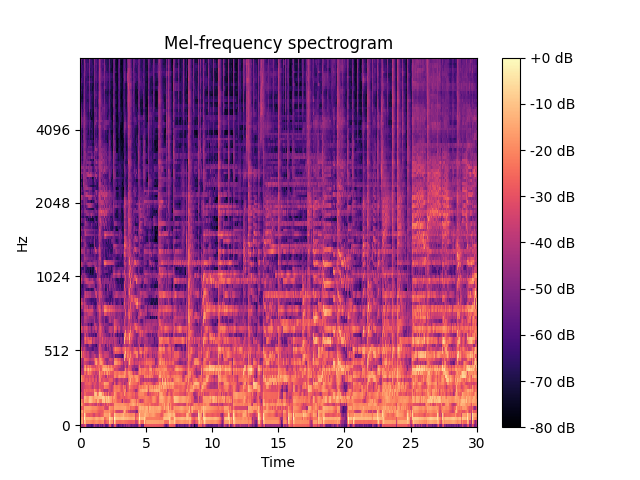 Mel-frequency spectrogram
+0 dB
-10 dB
4096
-20 dB
2048
-30 dB
Hz
-40 dB
1024
-50 dB
-60 dB
512
-70 dB
0
-80 dB
0 5 10 15 20 25 30
Time